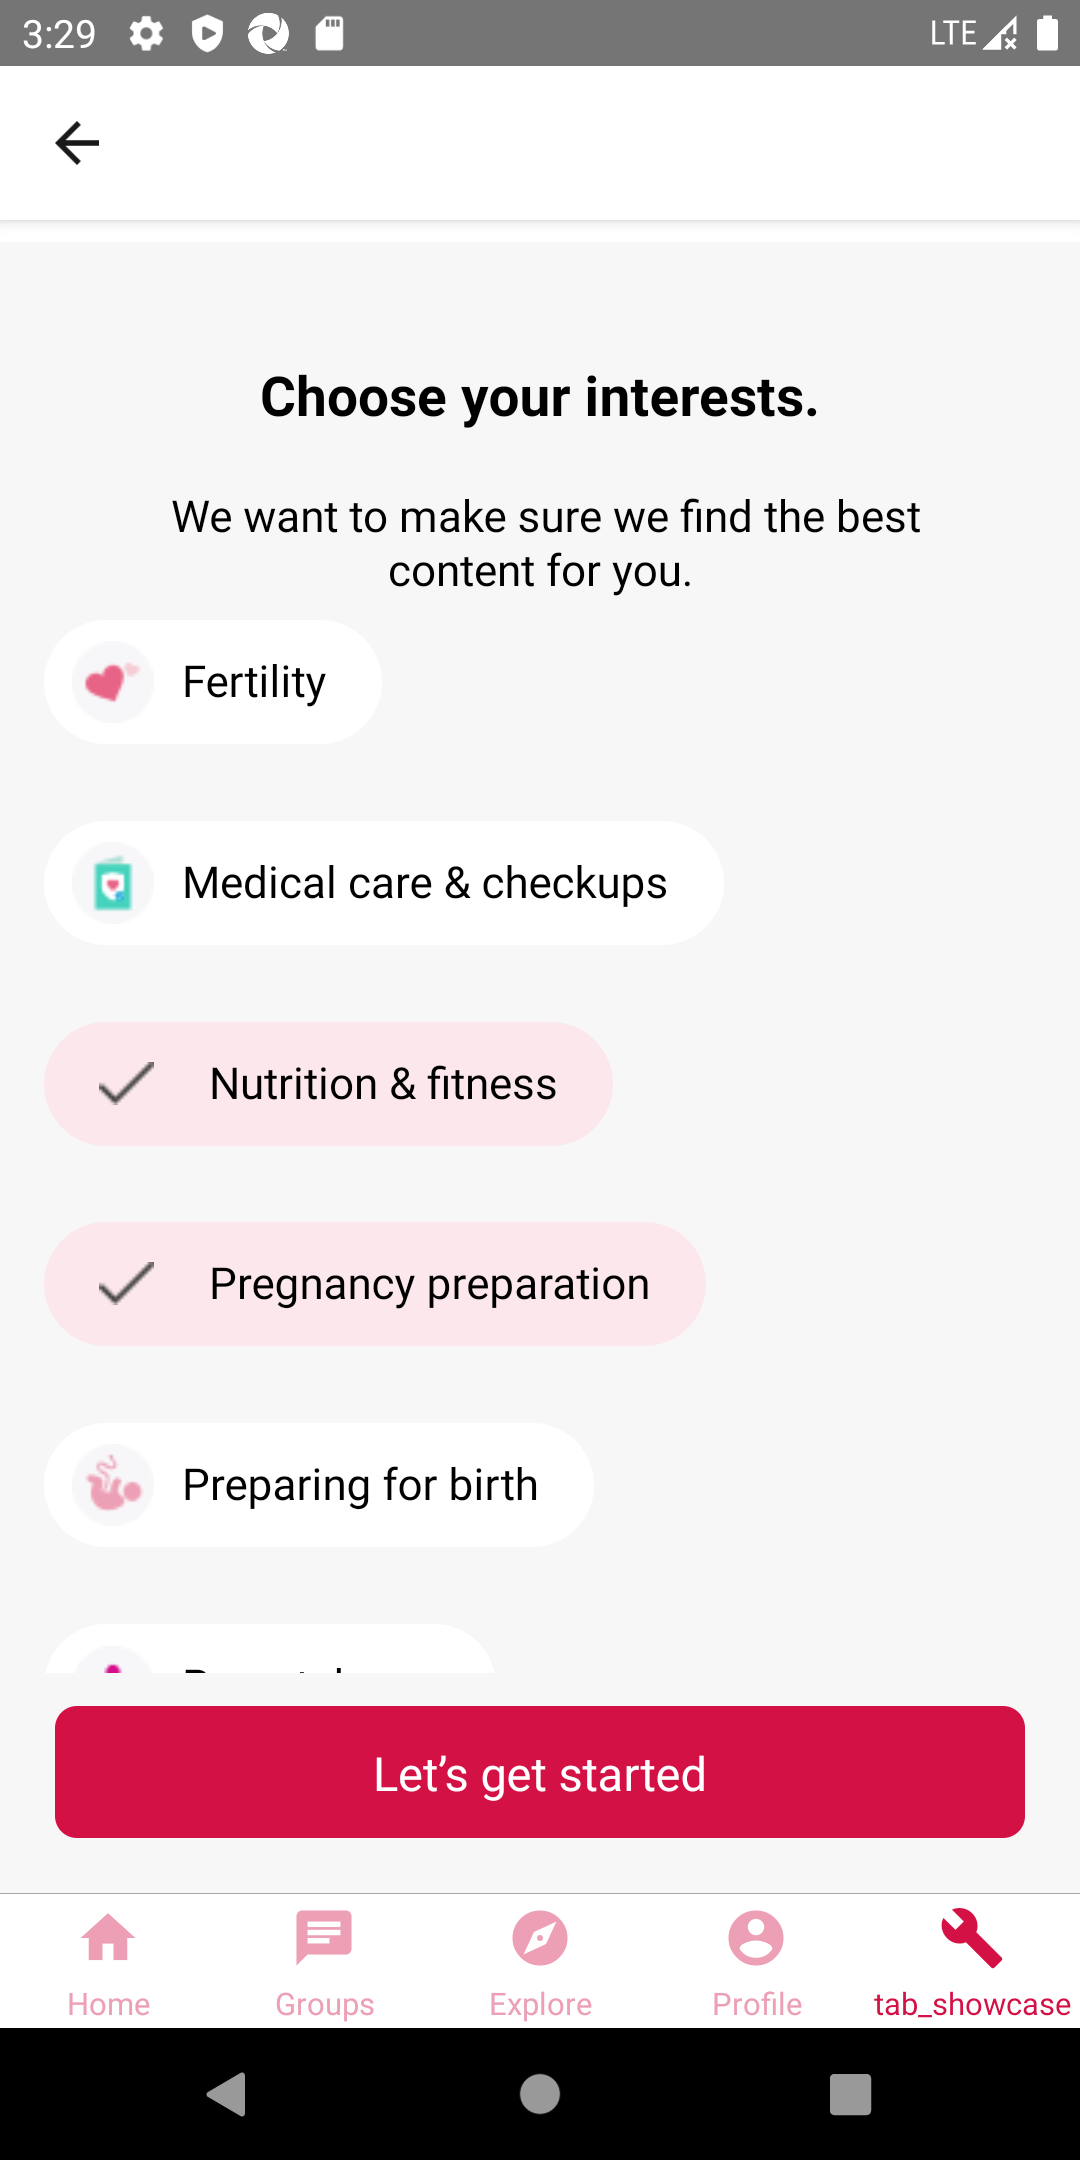 3:29
LTE
Choose your interests.
We want to make sure we find the best
content for you.
Fertility
Medical care & checkups
Nutrition & fitness
Pregnancy preparation
Preparing for birth
Let’s get started
Home
Groups
Explore
Profile
tab_showcase